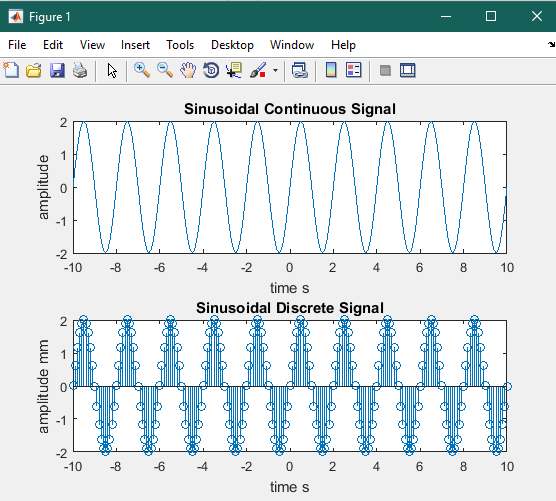 Figure 1
File Edit View Insert Tools Desktop Window Help
Sinusoidal Continuous Signal
2
1
0
-1
-2
amplitude
-10 -8 -6 -4 -2 0 2 4 6 8 10
time s
Sinusoidal Discrete Signal
2
1
0
-1
-2
amplitude mm
-10 -8 -6 -4 -2 0 2 4 6 8 10
time s